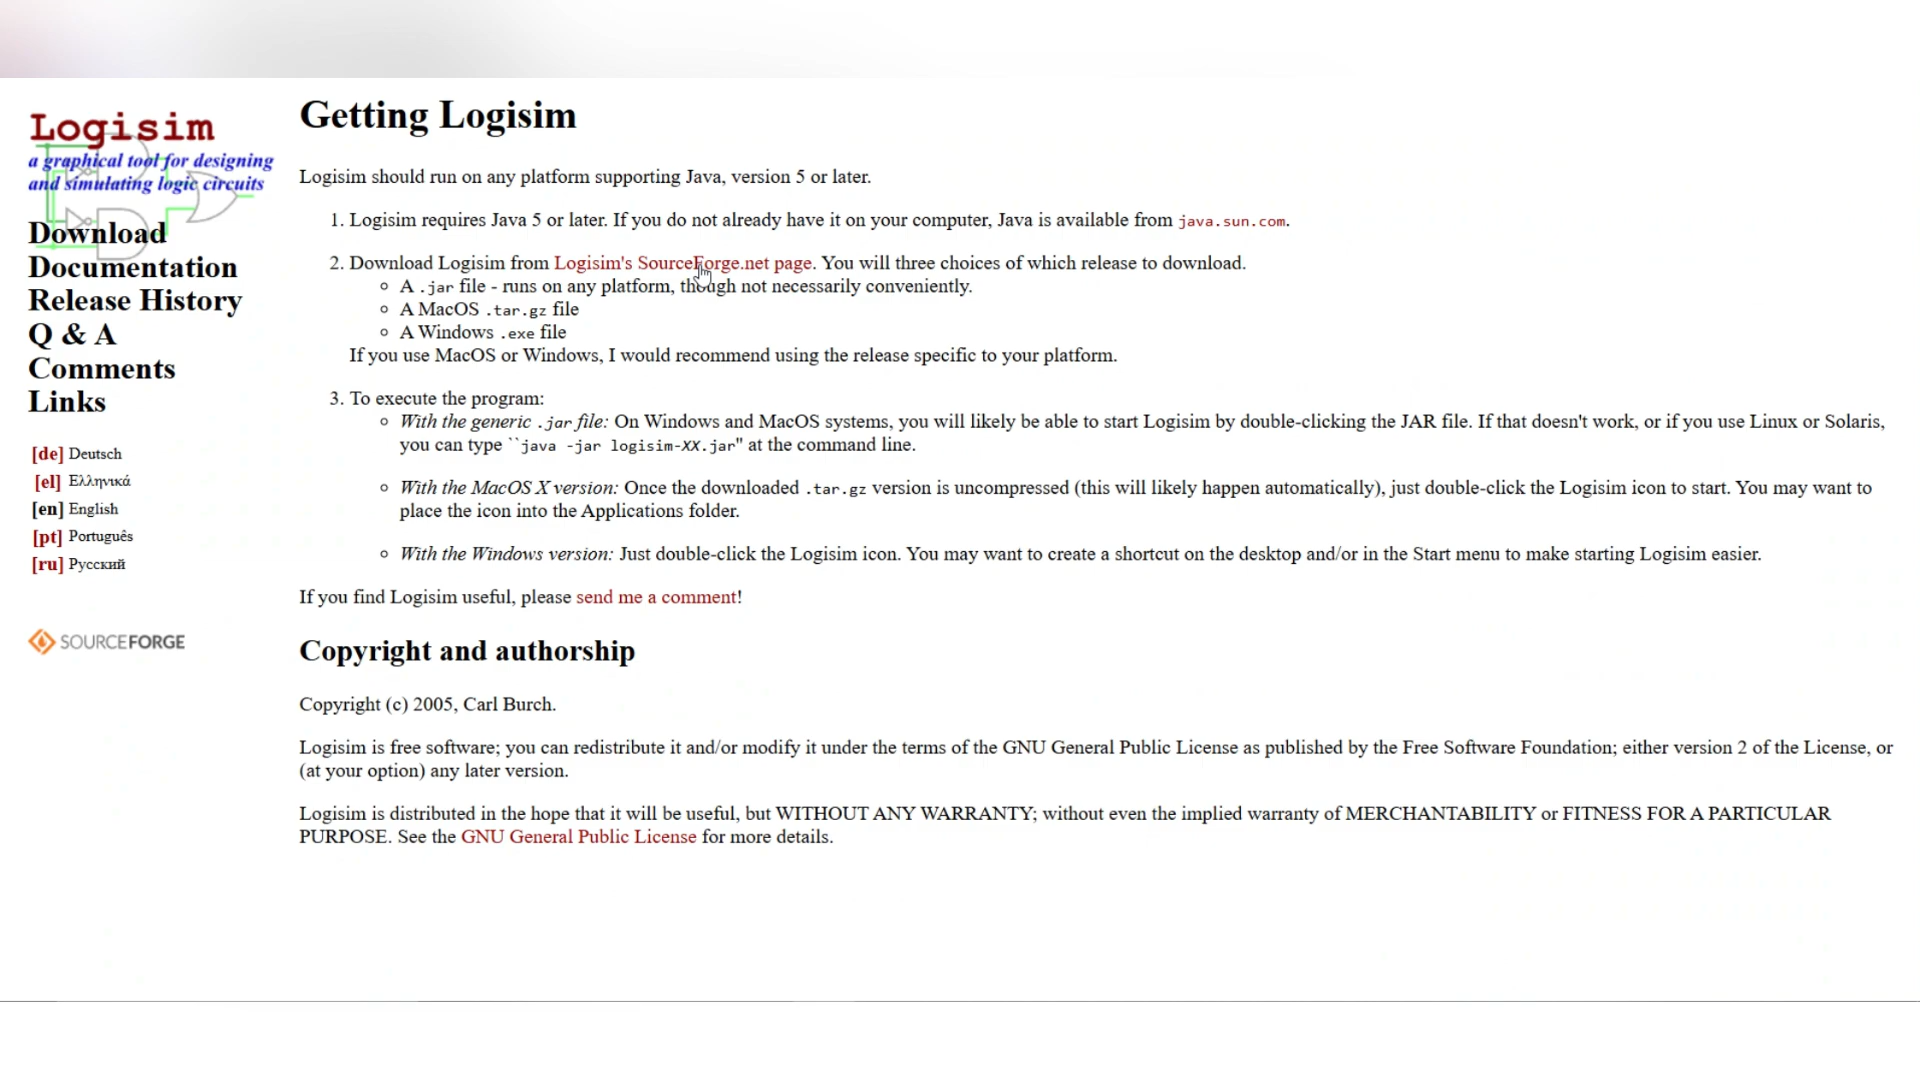 Logisim
a graphical tool for designing
and simulating logic circuits
Download
Documentation
Release History
Q & A
Comments
Links
[de] Deutsch
[el] Ελληνικά
[en] English
[pt] Português
[ru] Русский
SOURCEFORGE
Getting Logisim
Logisim should run on any platform supporting Java, version 5 or later.
1. Logisim requires Java 5 or later. If you do not already have it on your computer, Java is available from java.sun.com.
2. Download Logisim from Logisim's SourceForge.net page. You will three choices of which release to download.
A .jar file - runs on any platform, though not necessarily conveniently.
A MacOS .tar.gz file
A Windows .exe file
If you use MacOS or Windows, I would recommend using the release specific to your platform.
3. To execute the program:
With the generic .jar file: On Windows and MacOS systems, you will likely be able to start Logisim by double-clicking the JAR file. If that doesn't work, or if you use Linux or Solaris,
you can type ``java -jar logisim-XX.jar" at the command line.
With the MacOS X version: Once the downloaded .tar.gz version is uncompressed (this will likely happen automatically), just double-click the Logisim icon to start. You may want to
place the icon into the Applications folder.
With the Windows version: Just double-click the Logisim icon. You may want to create a shortcut on the desktop and/or in the Start menu to make starting Logisim easier.
If you find Logisim useful, please send me a comment!
Copyright and authorship
Copyright (c) 2005, Carl Burch.
Logisim is free software; you can redistribute it and/or modify it under the terms of the GNU General Public License as published by the Free Software Foundation; either version 2 of the License, or
(at your option) any later version.
Logisim is distributed in the hope that it will be useful, but WITHOUT ANY WARRANTY; without even the implied warranty of MERCHANTABILITY or FITNESS FOR A PARTICULAR
PURPOSE. See the GNU General Public License for more details.